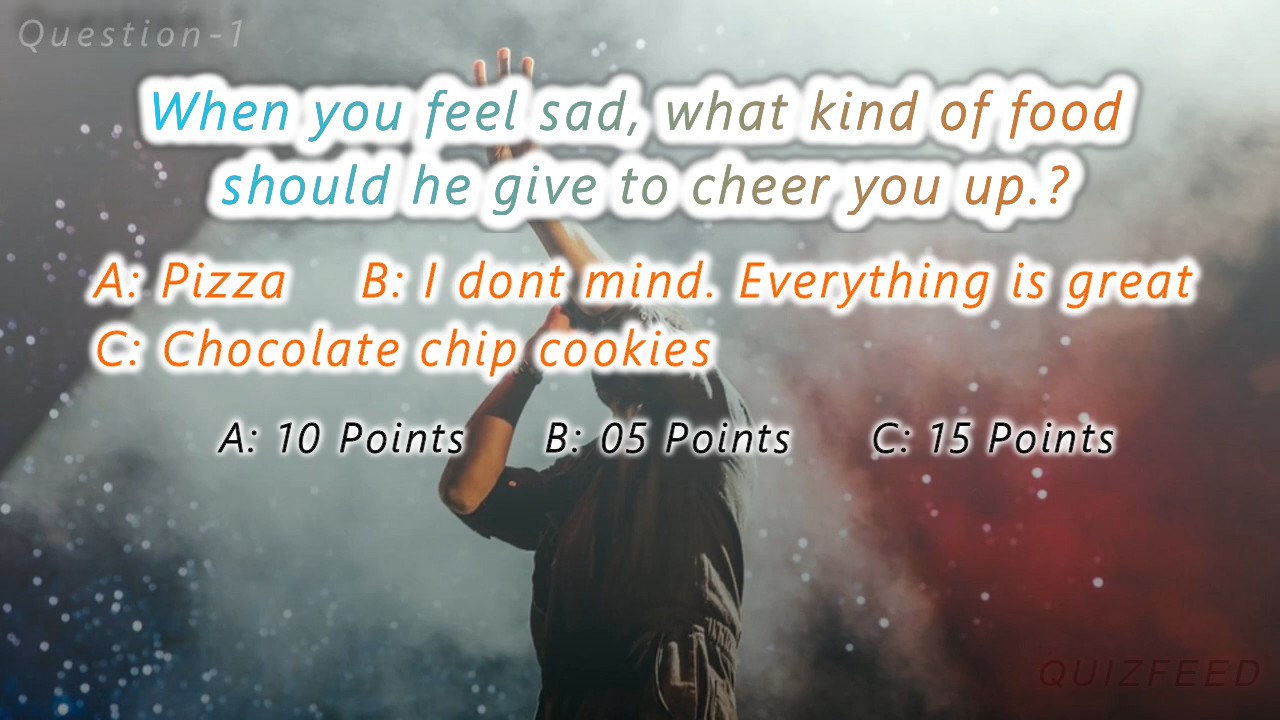 Question-1
When you feel sad, what kind of food
should he give to cheer you up.?
A: Pizza B: I dont mind. Everything is great
C: Chocolate chip cookies
A: 10 Points B: 05 Points C: 15 Points
QUIZFEED